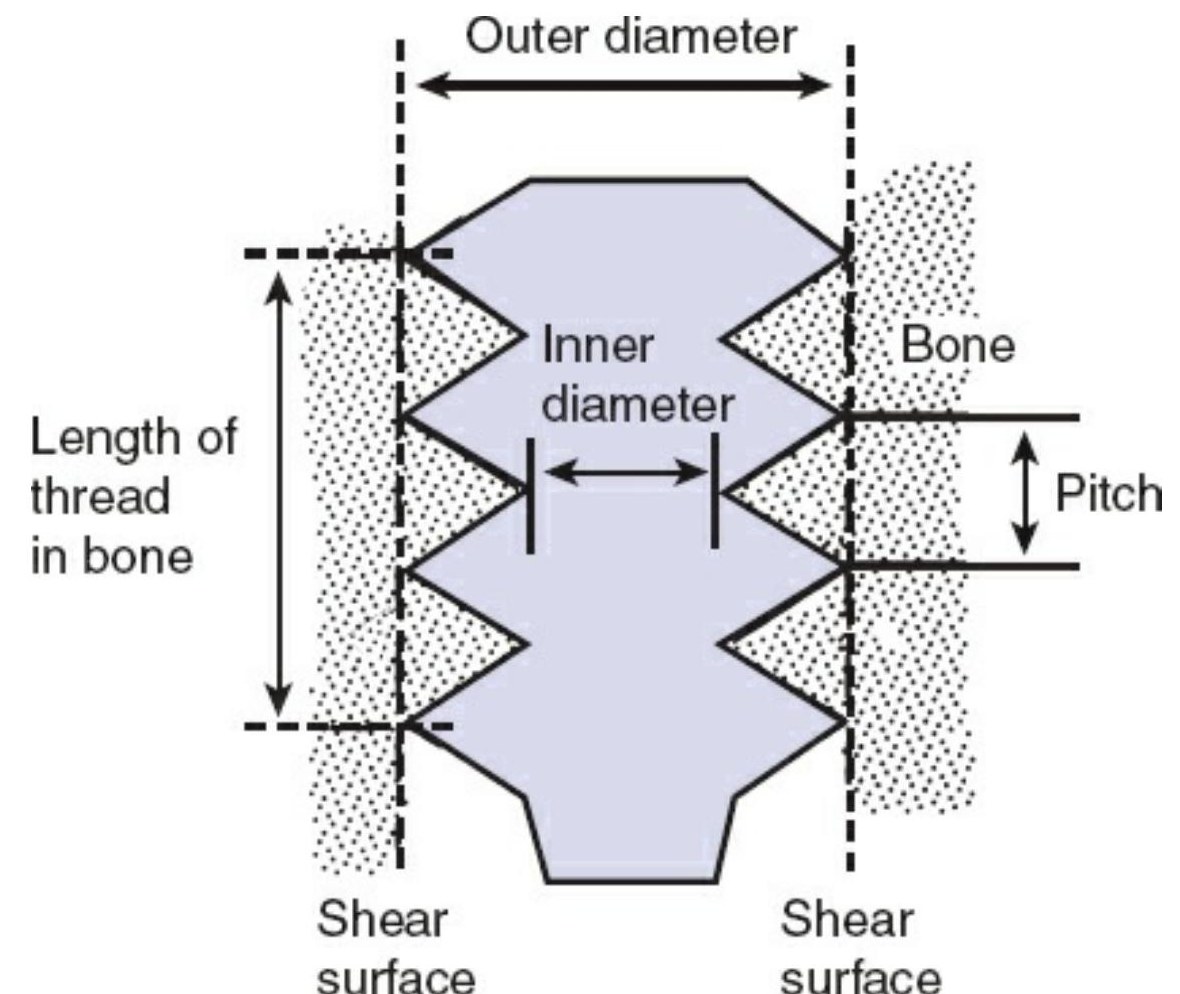 Outer diameter
Inner
diameter
Bone
Length of
thread
in bone
Pitch
Shear
surface
Shear
surface